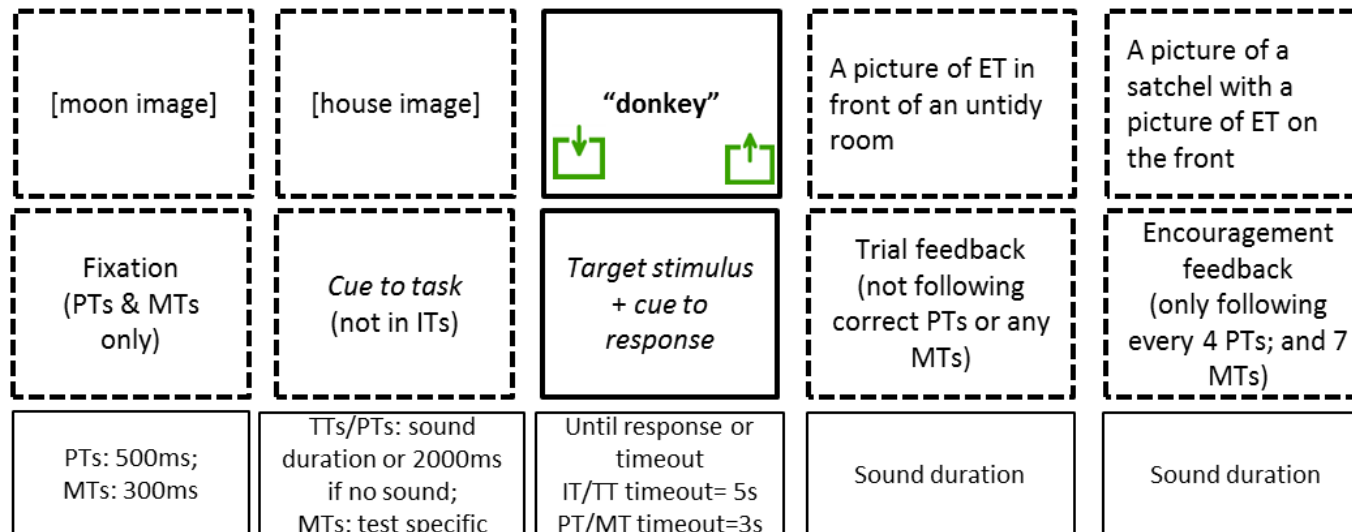 [moon image]
[house image]
“donkey”
A picture of ET in
front of an untidy
room
A picture of a
satchel with a
picture of ET on
the front
Fixation
(PTs & MTs
only)
Cue to task
(not in ITs)
Target stimulus
+ cue to
response
Trial feedback
(not following
correct PTs or any
MTs)
Encouragement
feedback
(only following
every 4 PTs; and 7
MTs)
PTs: 500ms;
MTs: 300ms
TTs/PTs: sound
duration or 2000ms
if no sound;
MTs: test specific
Until response or
timeout
IT/TT timeout= 5s
PT/MT timeout=3s
Sound duration
Sound duration